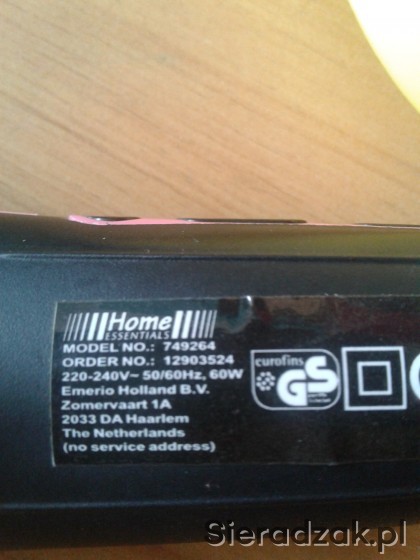 Home
ESSENTIALS
MODEL NO.: 749264
ORDER NO.: 12903524
220-240V~ 50/60Hz, 60W
Emerio Holland B.V.
Zomervaart 1A
2033 DA Haarlem
The Netherlands
(no service address)
eurofins
GS
Sieradzak.pl